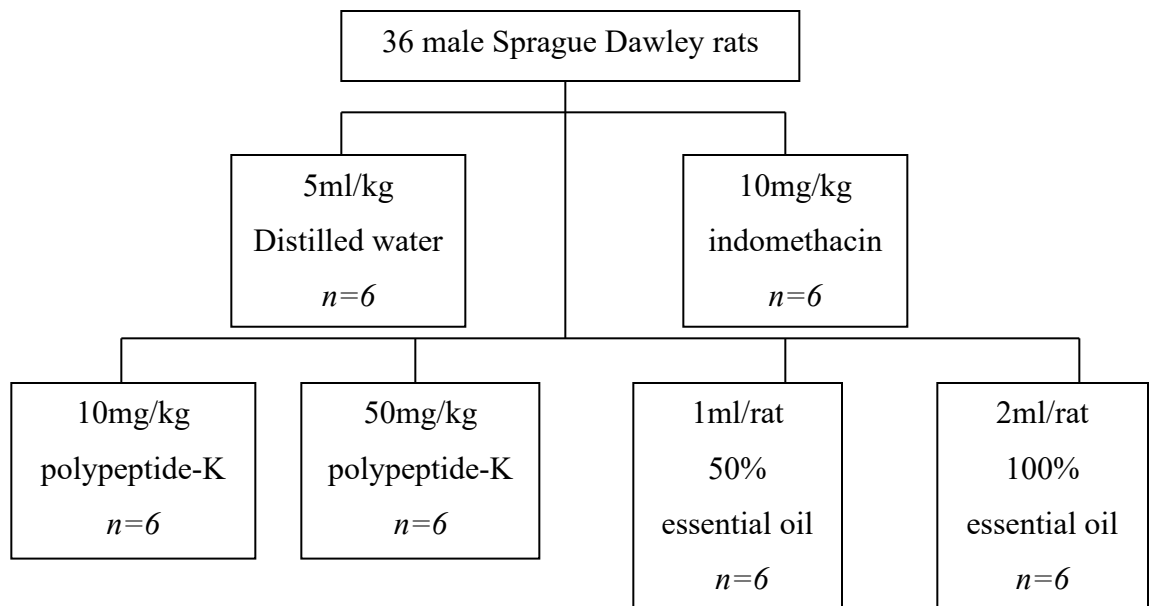 36 male Sprague Dawley rats
5ml/kg
Distilled water
n=6
10mg/kg
indomethacin
n=6
10mg/kg
polypeptide-K
n=6
50mg/kg
polypeptide-K
n=6
1ml/rat
50%
essential oil
n=6
2ml/rat
100%
essential oil
n=6